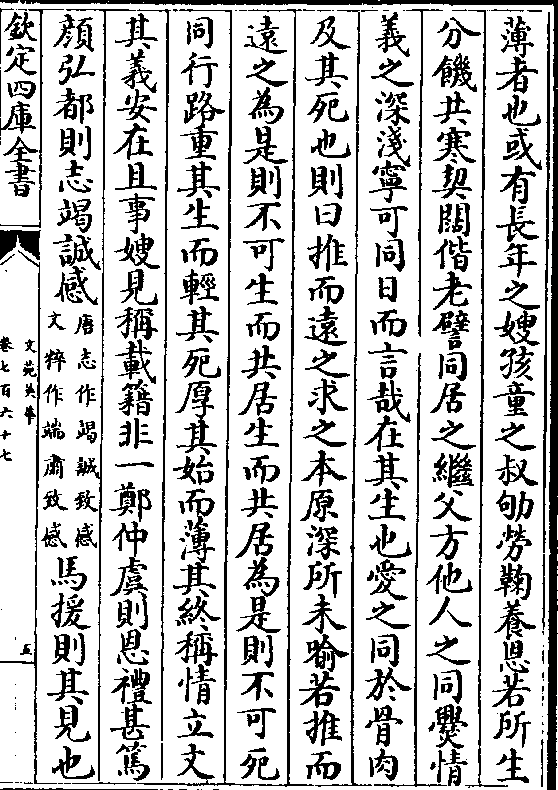 薄者也或有長年之嫂孩童之叔劬勞鞠養恩若所生
分饑共寒契闊偕老譬同居之繼父方他人之同爨情
義之深淺寧可同日而言哉在其生也愛之同於骨肉
及其死也則曰推而遠之求之本原深所未喻若推而
遠之為是則不可生而共居生而共居為是則不可死
同行路重其生而輕其死厚其始而薄其終稱情立文
其義安在且事嫂見稱載籍非一鄭仲虞則恩禮甚篤
顔弘都則志竭誠感唐志作竭誠致感文粹作端肅致感馬援則其見也
欽定四庫全書
文苑英華
卷七百六十七
五